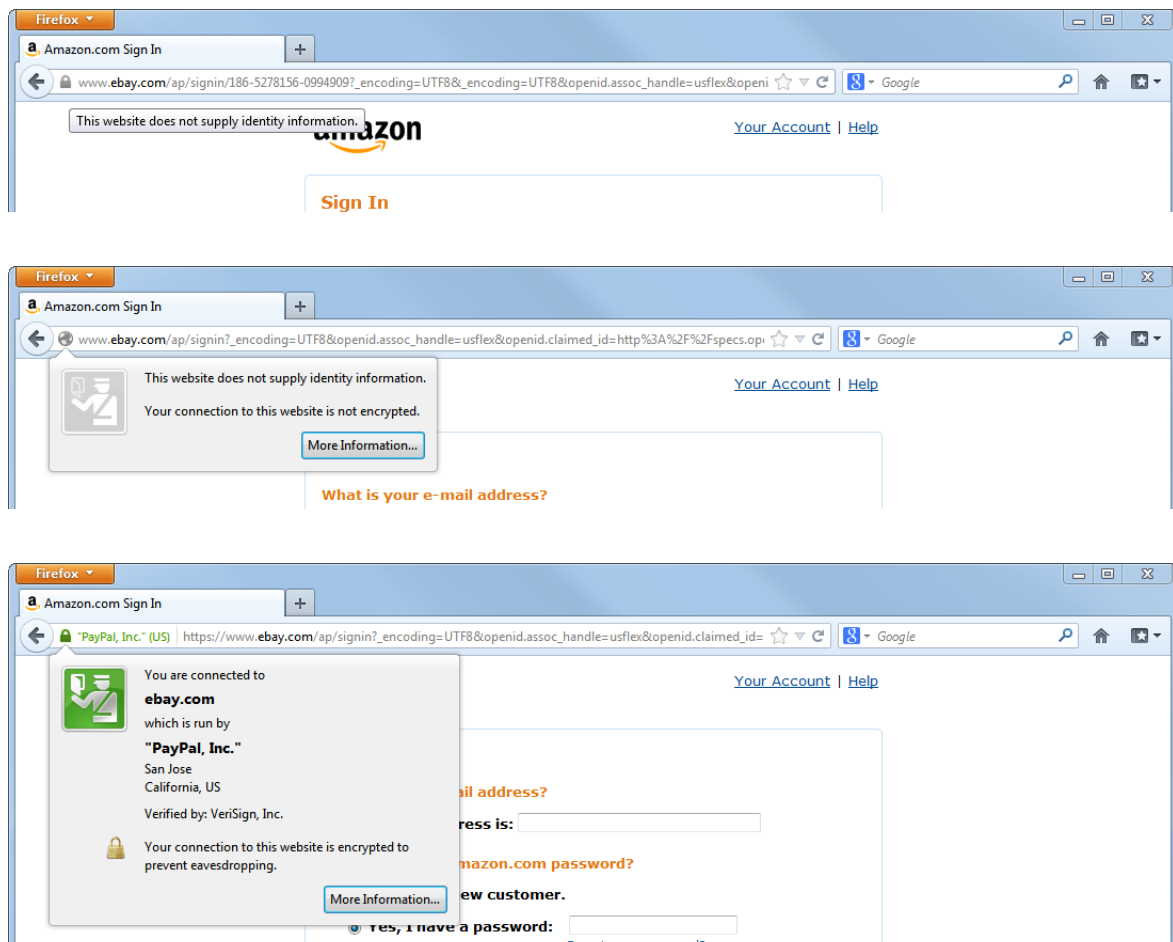 Firefox
Amazon.com Sign In
www.ebay.com/ap/signin/186-5278156-0994909?_encoding=UTF8&_encoding=UTF8&openid.assoc_handle=usflex&openi
Google
This website does not supply identity information.
amazon
Your Account | Help
Sign In
Firefox
Amazon.com Sign In
www.ebay.com/ap/signin?_encoding=UTF8&openid.assoc_handle=usflex&openid.claimed_id=http%3A%2F%2Fspecs.op
Google
This website does not supply identity information.
Your Account | Help
Your connection to this website is not encrypted.
More Information...
What is your e-mail address?
Firefox
Amazon.com Sign In
"PayPal, Inc." (US) https://www.ebay.com/ap/signin?_encoding=UTF8&openid.assoc_handle=usflex&openid.claimed_id=
Google
You are connected to
Your Account | Help
ebay.com
which is run by
"PayPal, Inc."
San Jose
California, US
ail address?
Verified by: VeriSign, Inc.
ress is:
Your connection to this website is encrypted to
prevent eavesdropping.
mazon.com password?
More Information...
ew customer.
Yes, I have a password: